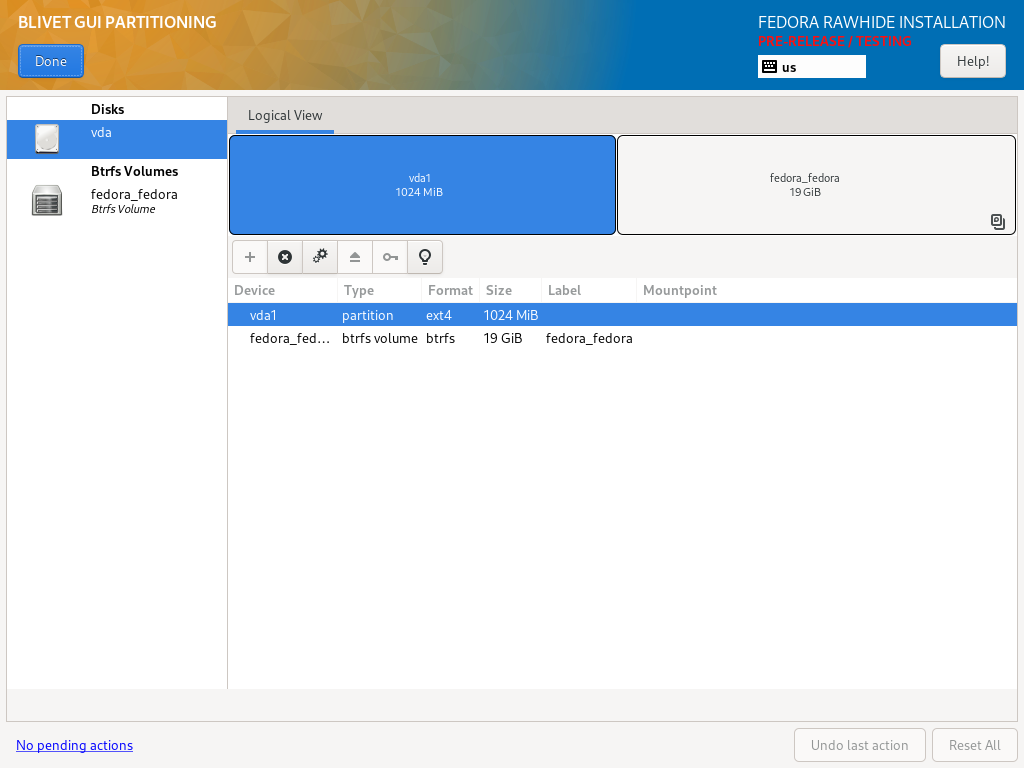 BLIVET GUI PARTITIONING
Done
FEDORA RAWHIDE INSTALLATION
PRE-RELEASE / TESTING
us
Help!
Disks
vda
Btrfs Volumes
fedora_fedora
Btrfs Volume
Logical View
vda1
1024 MiB
fedora_fedora
19 GiB
Device Type Format Size Label Mountpoint
vda1 partition ext4 1024 MiB
fedora_fed... btrfs volume btrfs 19 GiB fedora_fedora
No pending actions
Undo last action
Reset All